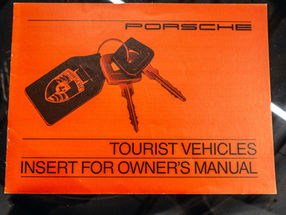 PORSCHE
TOURIST VEHICLES
INSERT FOR OWNER'S MANUAL